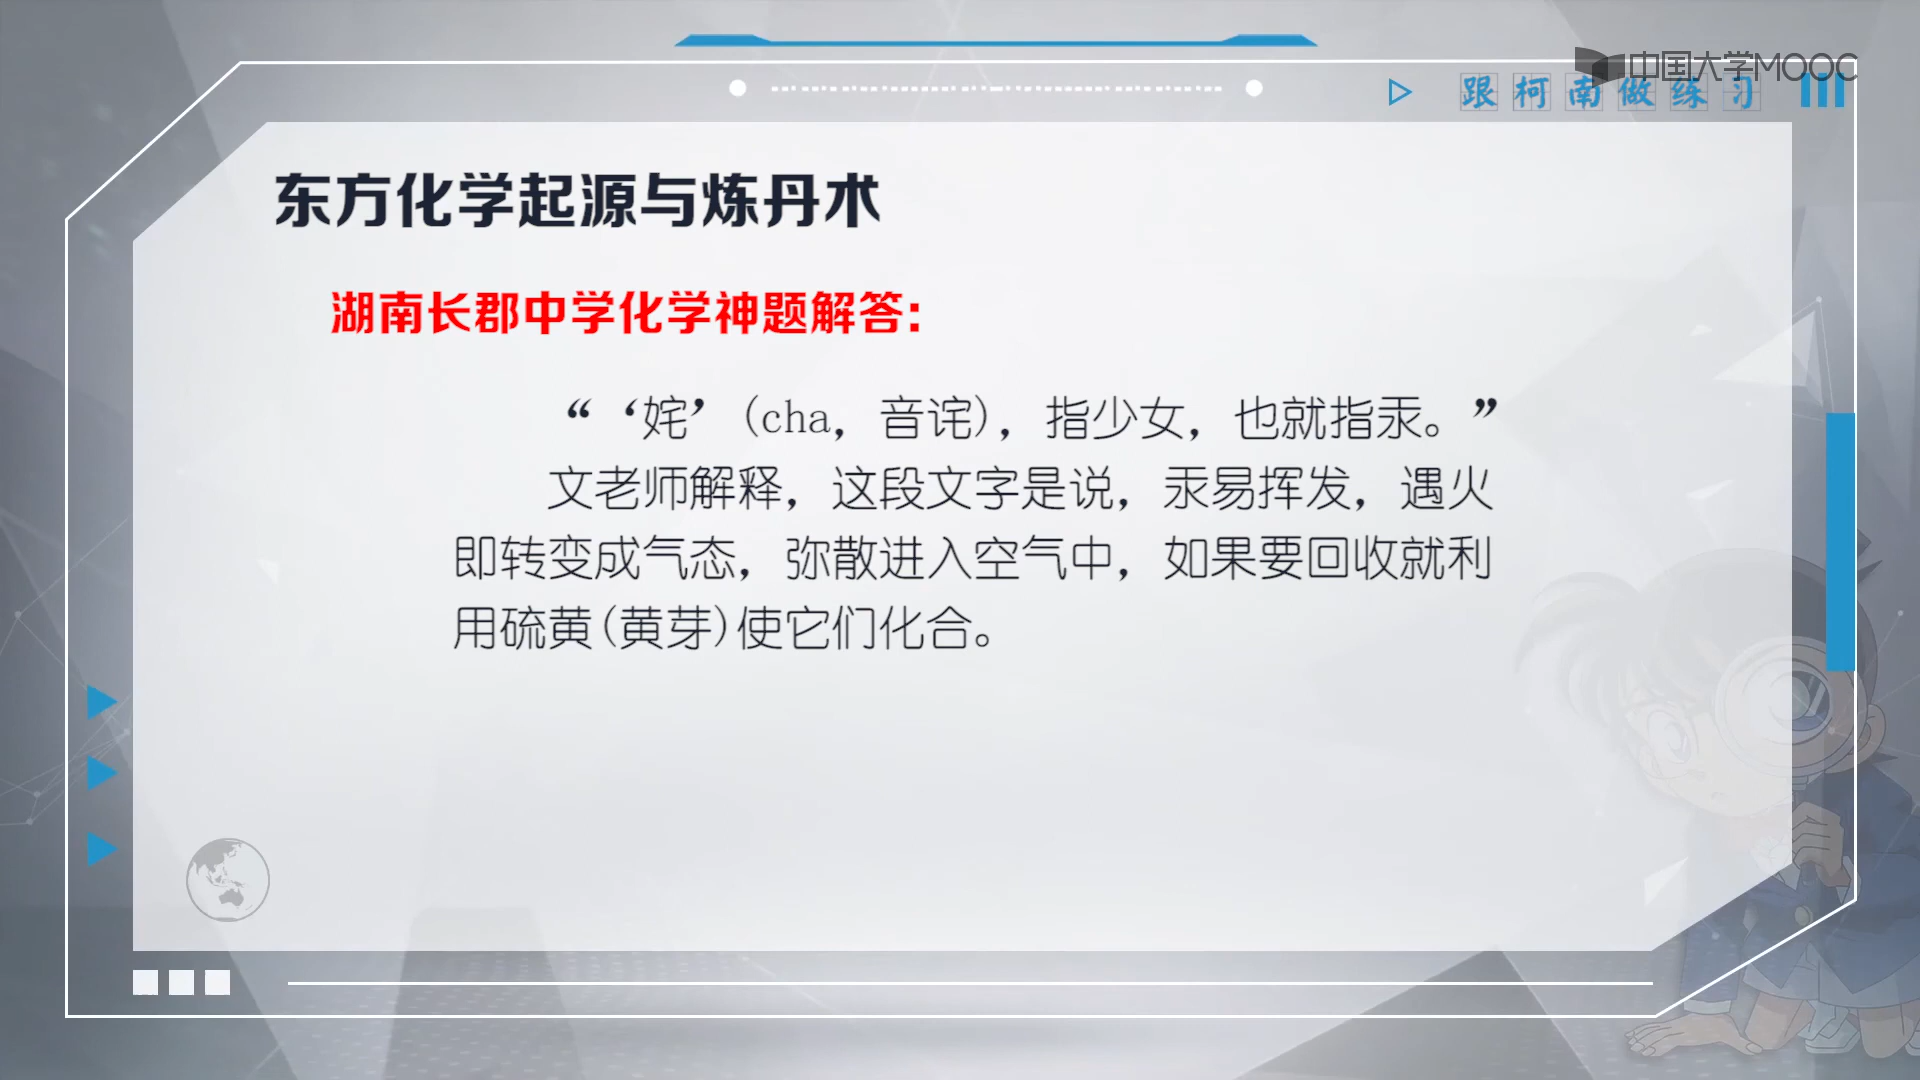 中国大学MOOC
跟柯南做练习
东方化学起源与炼丹术
湖南长郡中学化学神题解答：
“‘姹’(cha，音诧)，指少女，也就指汞。”
文老师解释，这段文字是说，汞易挥发，遇火
即转变成气态，弥散进入空气中，如果要回收就利
用硫黄(黄芽)使它们化合。